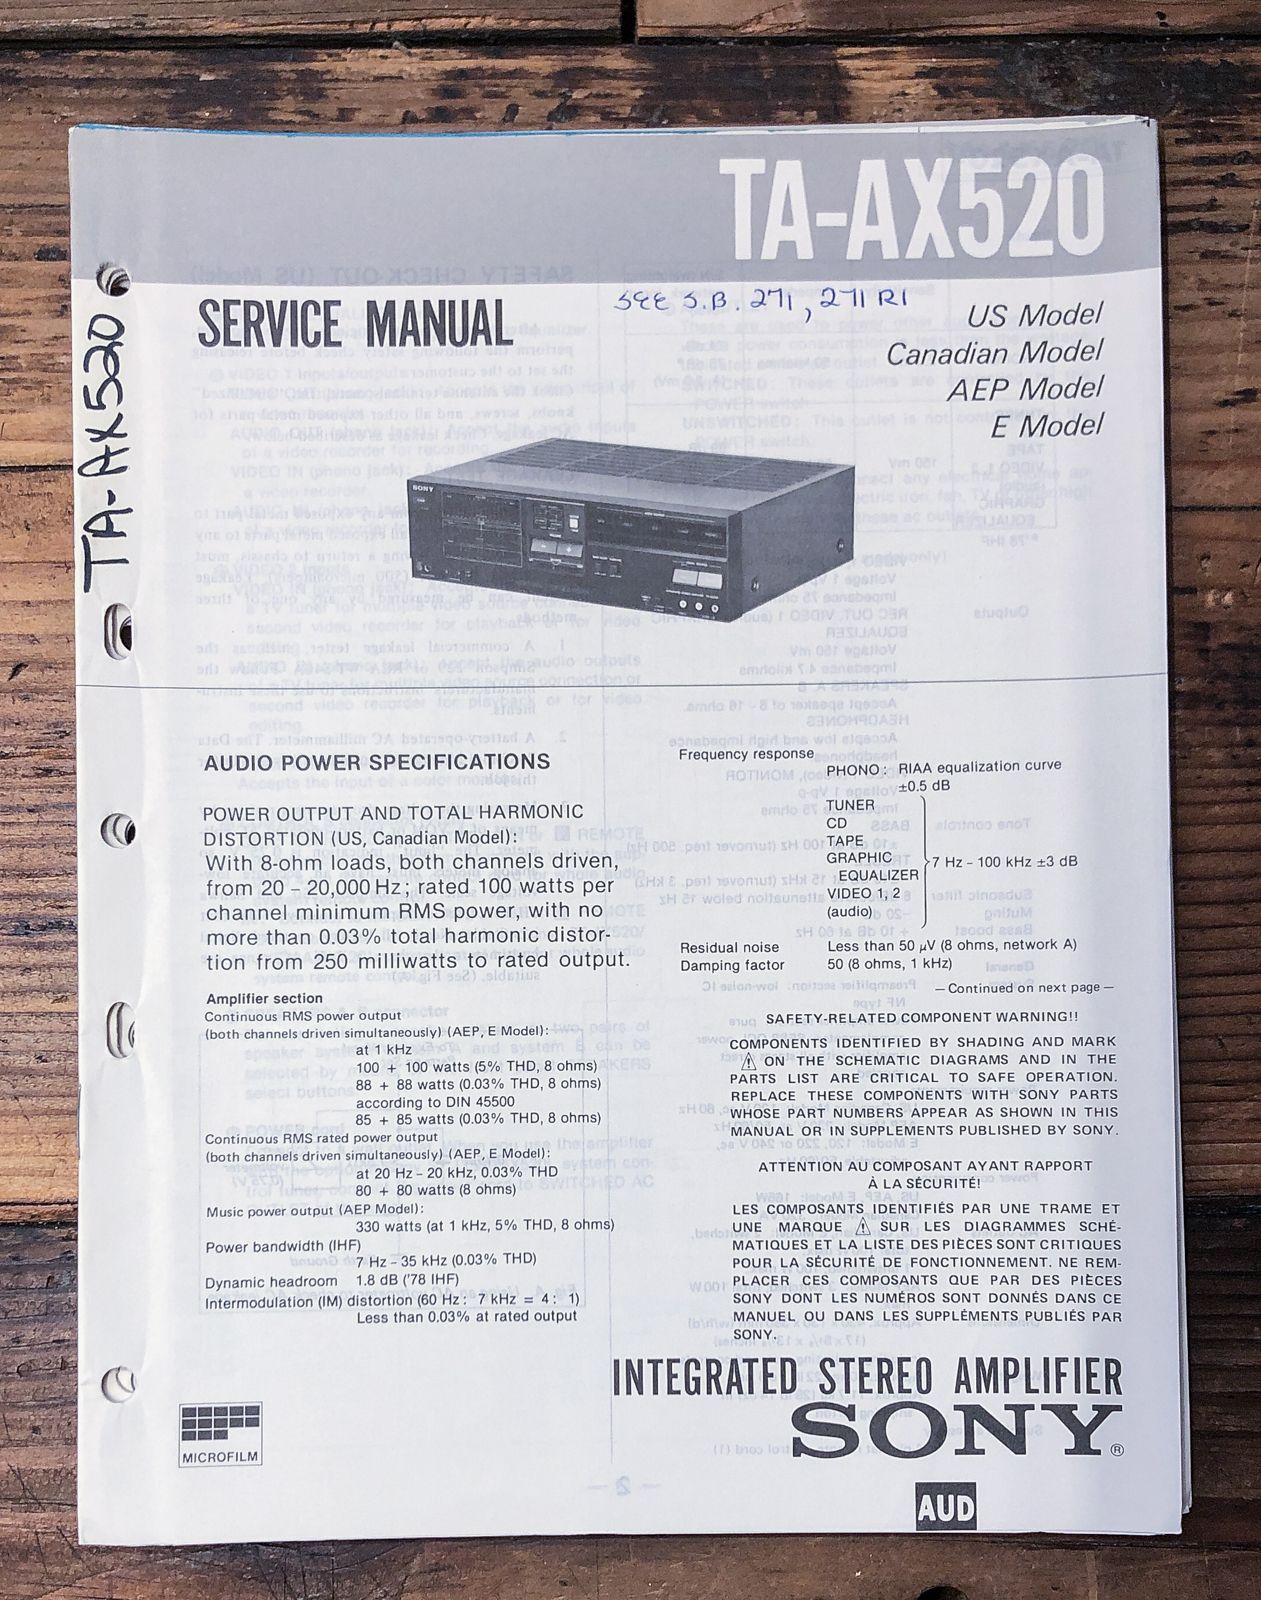 TA-AX520
SERVICE MANUAL
SEE S.B. 271, 271 R1
US Model
Canadian Model
AEP Model
E Model
TA-AX520
SONY
AUDIO POWER SPECIFICATIONS
POWER OUTPUT AND TOTAL HARMONIC
DISTORTION (US, Canadian Model):
With 8-ohm loads, both channels driven,
from 20 – 20,000 Hz; rated 100 watts per
channel minimum RMS power, with no
more than 0.03% total harmonic distor-
tion from 250 milliwatts to rated output.
Amplifier section
Continuous RMS power output
(both channels driven simultaneously) (AEP, E Model):
at 1 kHz
100 + 100 watts (5% THD, 8 ohms)
88 + 88 watts (0.03% THD, 8 ohms)
according to DIN 45500
85 + 85 watts (0.03% THD, 8 ohms)
Continuous RMS rated power output
(both channels driven simultaneously) (AEP, E Model):
at 20 Hz – 20 kHz, 0.03% THD
80 + 80 watts (8 ohms)
Music power output (AEP Model):
330 watts (at 1 kHz, 5% THD, 8 ohms)
Power bandwidth (IHF)
7 Hz – 35 kHz (0.03% THD)
Dynamic headroom 1.8 dB ('78 IHF)
Intermodulation (IM) distortion (60 Hz : 7 kHz = 4 : 1)
Less than 0.03% at rated output
Frequency response
PHONO: RIAA equalization curve
±0.5 dB
TUNER
CD
TAPE
GRAPHIC
EQUALIZER
VIDEO 1, 2
(audio)
7 Hz – 100 kHz ±3 dB
Residual noise Less than 50 μV (8 ohms, network A)
Damping factor 50 (8 ohms, 1 kHz)
— Continued on next page —
SAFETY-RELATED COMPONENT WARNING!!
COMPONENTS IDENTIFIED BY SHADING AND MARK
⚠ ON THE SCHEMATIC DIAGRAMS AND IN THE
PARTS LIST ARE CRITICAL TO SAFE OPERATION.
REPLACE THESE COMPONENTS WITH SONY PARTS
WHOSE PART NUMBERS APPEAR AS SHOWN IN THIS
MANUAL OR IN SUPPLEMENTS PUBLISHED BY SONY.
ATTENTION AU COMPOSANT AYANT RAPPORT
À LA SÉCURITÉ!
LES COMPOSANTS IDENTIFIÉS PAR UNE TRAME ET
UNE MARQUE ⚠ SUR LES DIAGRAMMES SCHÉ-
MATIQUES ET LA LISTE DES PIÈCES SONT CRITIQUES
POUR LA SÉCURITÉ DE FONCTIONNEMENT. NE REM-
PLACER CES COMPOSANTS QUE PAR DES PIÈCES
SONY DONT LES NUMÉROS SONT DONNÉS DANS CE
MANUEL OU DANS LES SUPPLÉMENTS PUBLIÉS PAR
SONY.
INTEGRATED STEREO AMPLIFIER
SONY®
MICROFILM
AUD